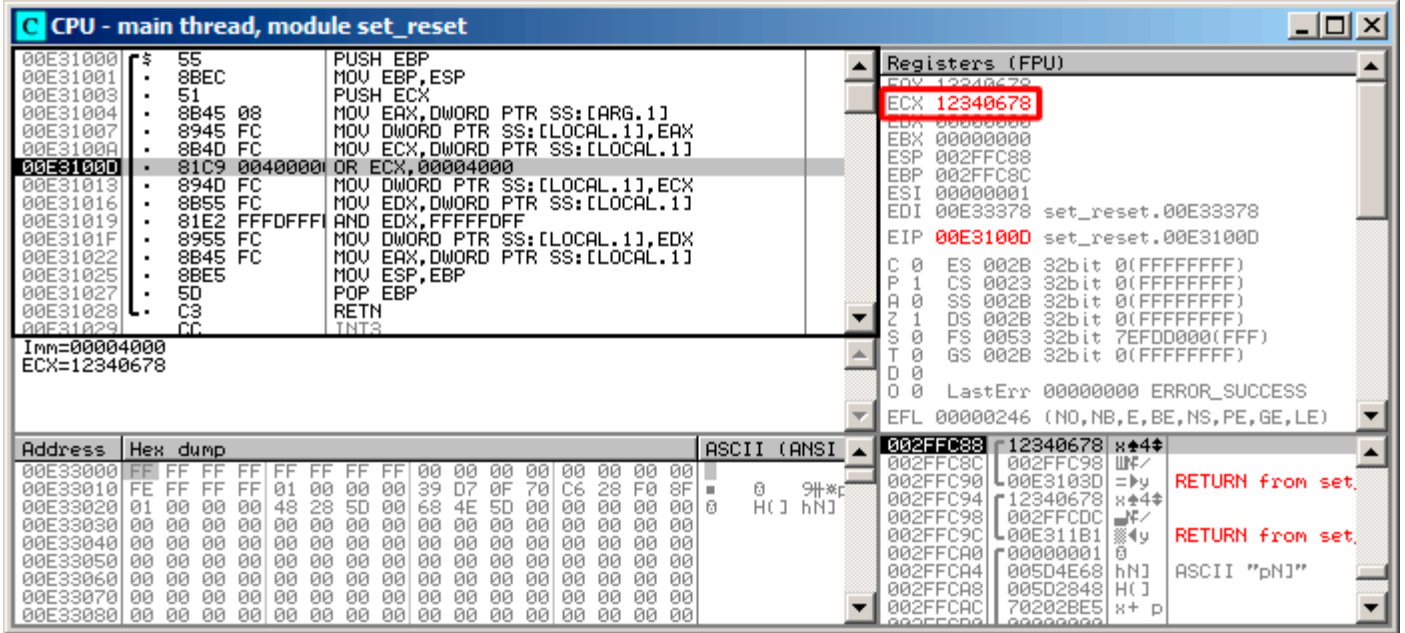 C CPU - main thread, module set_reset
00E31000 $ 55 PUSH EBP
00E31001 . 8BEC MOV EBP,ESP
00E31003 . 51 PUSH ECX
00E31004 . 8B45 08 MOV EAX,DWORD PTR SS:[ARG.1]
00E31007 . 8945 FC MOV DWORD PTR SS:[LOCAL.1],EAX
00E3100A . 8B4D FC MOV ECX,DWORD PTR SS:[LOCAL.1]
00E3100D . 81C9 0040000 OR ECX,00004000
00E31013 . 894D FC MOV DWORD PTR SS:[LOCAL.1],ECX
00E31016 . 8B55 FC MOV EDX,DWORD PTR SS:[LOCAL.1]
00E31019 . 81E2 FFFDFFF AND EDX,FFFFFDFF
00E3101F . 8955 FC MOV DWORD PTR SS:[LOCAL.1],EDX
00E31022 . 8B45 FC MOV EAX,DWORD PTR SS:[LOCAL.1]
00E31025 . 8BE5 MOV ESP,EBP
00E31027 . 5D POP EBP
00E31028 . C3 RETN
00E31029 CC INT3
Imm=00004000
ECX=12340678
Registers (FPU)
EAX 12340678
ECX 12340678
EDX 00000000
EBX 00000000
ESP 002FFC88
EBP 002FFC8C
ESI 00000001
EDI 00E33378 set_reset.00E33378
EIP 00E3100D set_reset.00E3100D
C 0 ES 002B 32bit 0(FFFFFFFF)
P 1 CS 0023 32bit 0(FFFFFFFF)
A 0 SS 002B 32bit 0(FFFFFFFF)
Z 1 DS 002B 32bit 0(FFFFFFFF)
S 0 FS 0053 32bit 7EFDD000(FFF)
T 0 GS 002B 32bit 0(FFFFFFFF)
D 0
O 0 LastErr 00000000 ERROR_SUCCESS
EFL 00000246 (NO,NB,E,BE,NS,PE,GE,LE)
Address Hex dump ASCII (ANSI
00E33000 FF FF FF FF FF FF FF FF 00 00 00 00 00 00 00 00
00E33010 FE FF FF FF 01 00 00 00 39 D7 0F 70 C6 28 F0 8F
00E33020 01 00 00 00 48 28 5D 00 68 4E 5D 00 00 00 00 00 H(] hN]
00E33030 00 00 00 00 00 00 00 00 00 00 00 00 00 00 00 00
00E33040 00 00 00 00 00 00 00 00 00 00 00 00 00 00 00 00
00E33050 00 00 00 00 00 00 00 00 00 00 00 00 00 00 00 00
00E33060 00 00 00 00 00 00 00 00 00 00 00 00 00 00 00 00
00E33070 00 00 00 00 00 00 00 00 00 00 00 00 00 00 00 00
00E33080 00 00 00 00 00 00 00 00 00 00 00 00 00 00 00 00
002FFC88 12340678 x♠4‡
002FFC8C 002FFC98
002FFC90 00E3103D =►y RETURN from set
002FFC94 12340678 x♠4‡
002FFC98 002FFCDC
002FFC9C 00E311B1 ▒◄y RETURN from set
002FFCA0 00000001
002FFCA4 005D4E68 hN] ASCII "pN]"
002FFCA8 005D2848 H(]
002FFCAC 70202BE5 x+ p